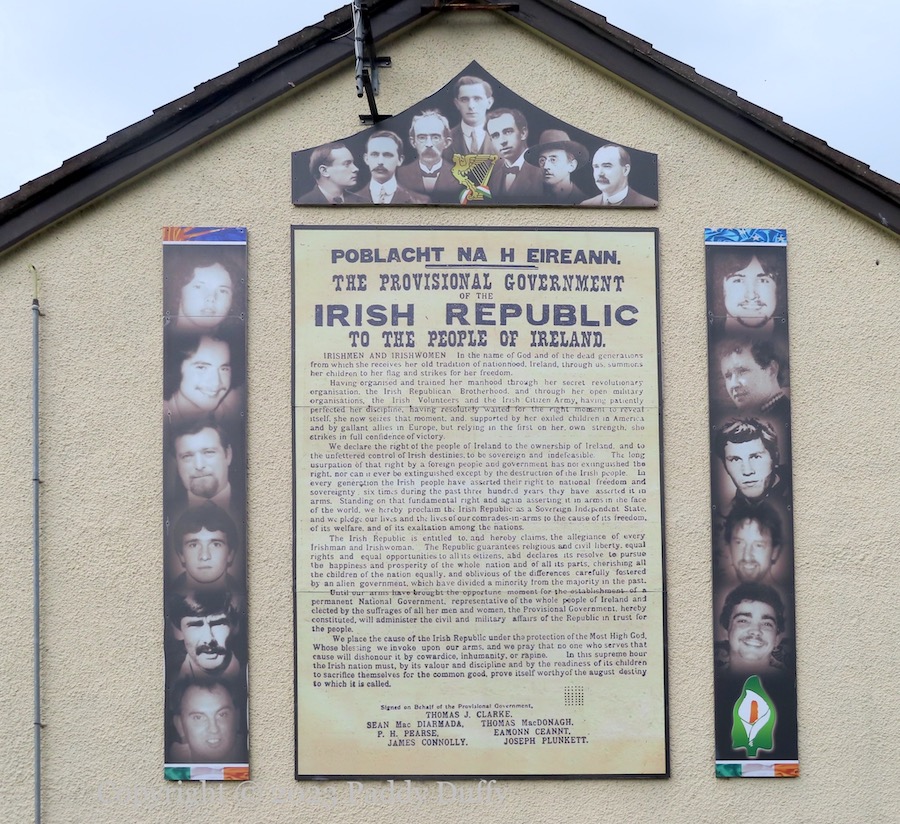 POBLACHT NA H EIREANN.
THE PROVISIONAL GOVERNMENT
OF THE
IRISH REPUBLIC
TO THE PEOPLE OF IRELAND.
IRISHMEN AND IRISHWOMEN In the name of God and of the dead generations
from which she receives her old tradition of nationhood, Ireland, through us, summons
her children to her flag and strikes for her freedom.
Having organised and trained her manhood through her secret revolutionary
organisation, the Irish Republican Brotherhood, and through her open military
organisations, the Irish Volunteers and the Irish Citizen Army, having patiently
perfected her discipline, having resolutely waited for the right moment to reveal
itself, she now seizes that moment, and, supported by her exiled children in America
and by gallant allies in Europe, but relying in the first on her own strength, she
strikes in full confidence of victory.
We declare the right of the people of Ireland to the ownership of Ireland, and to
the unfettered control of Irish destinies, to be sovereign and indefeasible. The long
usurpation of that right by a foreign people and government has not extinguished the
right, nor can it ever be extinguished except by the destruction of the Irish people. In
every generation the Irish people have asserted their right to national freedom and
sovereignty; six times during the past three hundred years they have asserted it in
arms. Standing on that fundamental right and again asserting it in arms in the face
of the world, we hereby proclaim the Irish Republic as a Sovereign Independent State,
and we pledge our lives and the lives of our comrades-in-arms to the cause of its freedom,
of its welfare, and of its exaltation among the nations.
The Irish Republic is entitled to, and hereby claims, the allegiance of every
Irishman and Irishwoman. The Republic guarantees religious and civil liberty, equal
rights and equal opportunities to all its citizens, abd declares its resolve to pursue
the happiness and prosperity of the whole nation and of all its parts, cherishing all
the children of the nation equally, and oblivious of the differences carefully fostered
by an alien government, which have divided a minority from the majority in the past.
Until our arms have brought the opportune moment for the establishment of a
permanent National Government, representative of the whole people of Ireland and
elected by the suffrages of all her men and women, the Provisional Government, hereby
constituted, will administer the civil and military affairs of the Republic in trust for
the people.
We place the cause of the Irish Republic under the protection of the Most High God,
Whose blessing we invoke upon our arms, and we pray that no one who serves that
cause will dishonour it by cowardice, inhumanity, or rapine. In this supreme hour
the Irish nation must, by its valour and discipline and by the readiness of its children
to sacrifice themselves for the common good, prove itself worthy of the august destiny
to which it is called.
Signed on Behalf of the Provisional Government,
THOMAS J. CLARKE,
SEAN Mac DIARMADA, THOMAS MacDONAGH,
P. H. PEARSE, EAMONN CEANNT,
JAMES CONNOLLY. JOSEPH PLUNKETT.
Copyright © Paddy Duffy